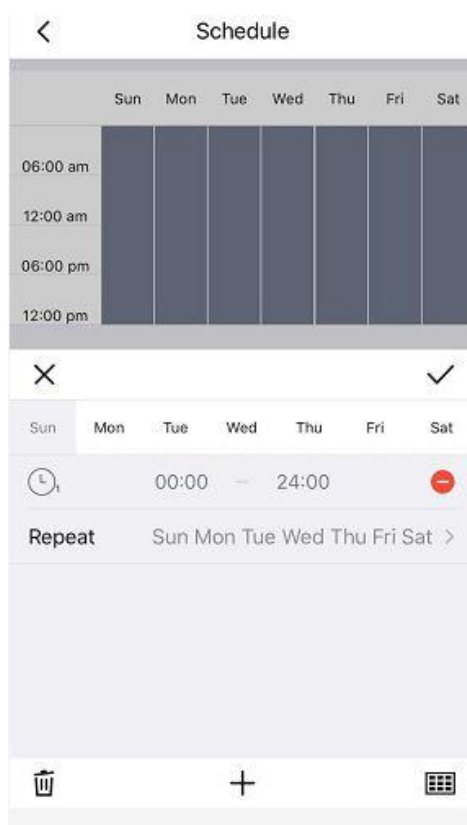 Schedule
Sun Mon Tue Wed Thu Fri Sat
06:00 am
12:00 am
06:00 pm
12:00 pm
Sun Mon Tue Wed Thu Fri Sat
1 00:00 – 24:00
Repeat Sun Mon Tue Wed Thu Fri Sat >